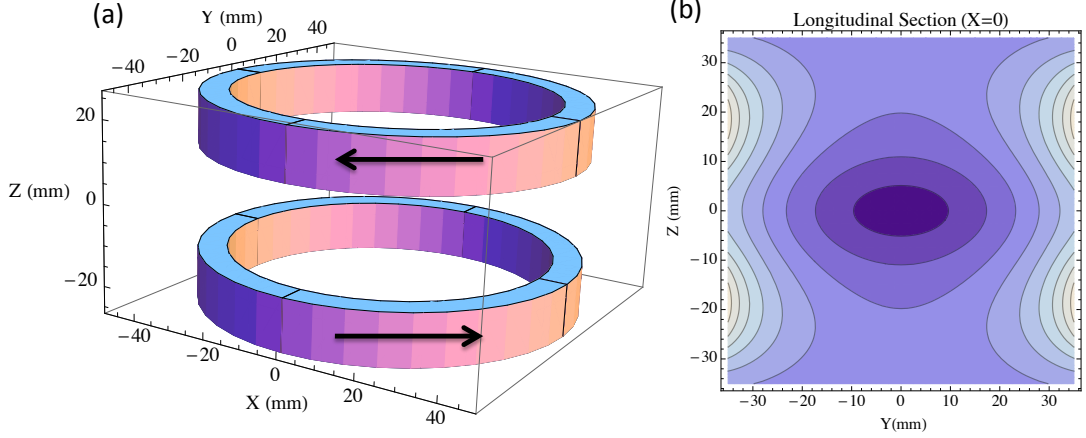 (a)
Y (mm)
−40 −20 0 20 40
20
Z (mm) 0
−20
−40 −20 0 20 40
X (mm)
(b)
Longitudinal Section (X=0)
30
20
10
0
−10
−20
−30
Z (mm)
−30 −20 −10 0 10 20 30
Y(mm)